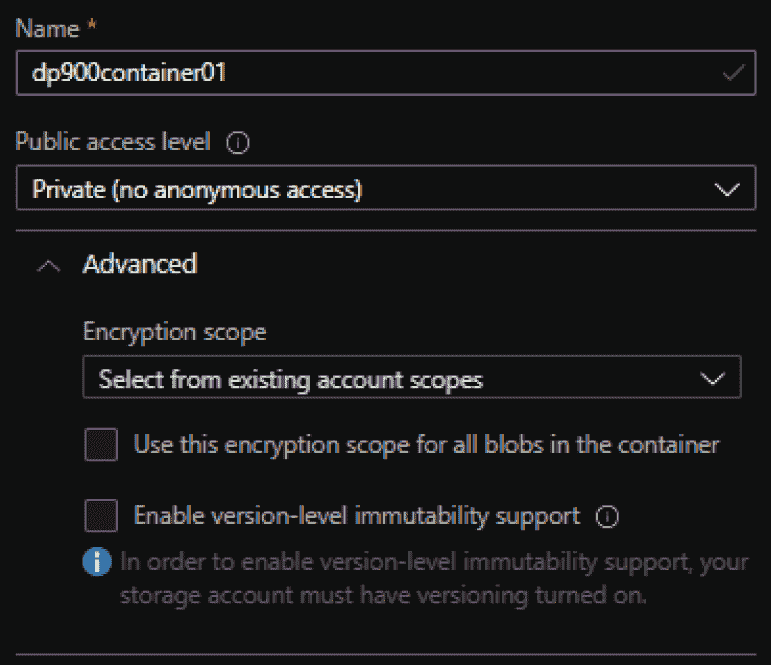 Name *
dp900container01
Public access level
Private (no anonymous access)
Advanced
Encryption scope
Select from existing account scopes
Use this encryption scope for all blobs in the container
Enable version-level immutability support
In order to enable version-level immutability support, your
storage account must have versioning turned on.